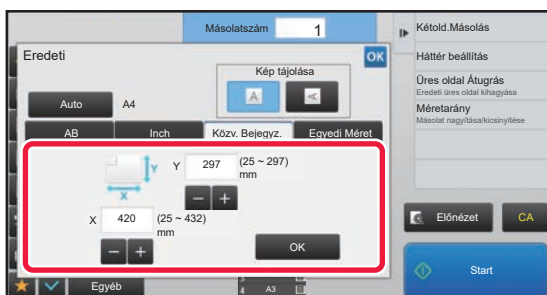 Másolatszám 1
Eredeti
OK
Kép tájolása
A A
Auto A4
AB Inch Közv. Bejegyz. Egyedi Méret
Y
X
Y 297 (25 ~ 297)
mm
X 420 (25 ~ 432)
mm
OK
Egyéb
A3
Kétold.Másolás
Háttér beállítás
Üres oldal Átugrás
Eredeti üres oldal kihagyása
Méretarány
Másolat nagyítása/kicsinyítése
Előnézet CA
Start